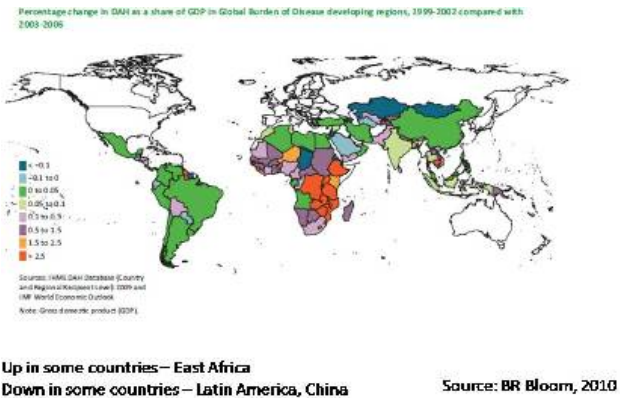 Percentage change in DAH as a share of GDP in Global Burden of Disease developing regions, 1999-2002 compared with
2003-2006
< -0.1
-0.1 to 0
0 to 0.05
0.05 to 0.1
0.1 to 0.5
0.5 to 1.5
1.5 to 2.5
> 2.5
Sources: IHME DAH Database (Country
and Regional Recipient Level) 2009 and
IMF World Economic Outlook
Note: Gross domestic product (GDP).
Up in some countries – East Africa
Down in some countries – Latin America, China
Source: BR Bloom, 2010